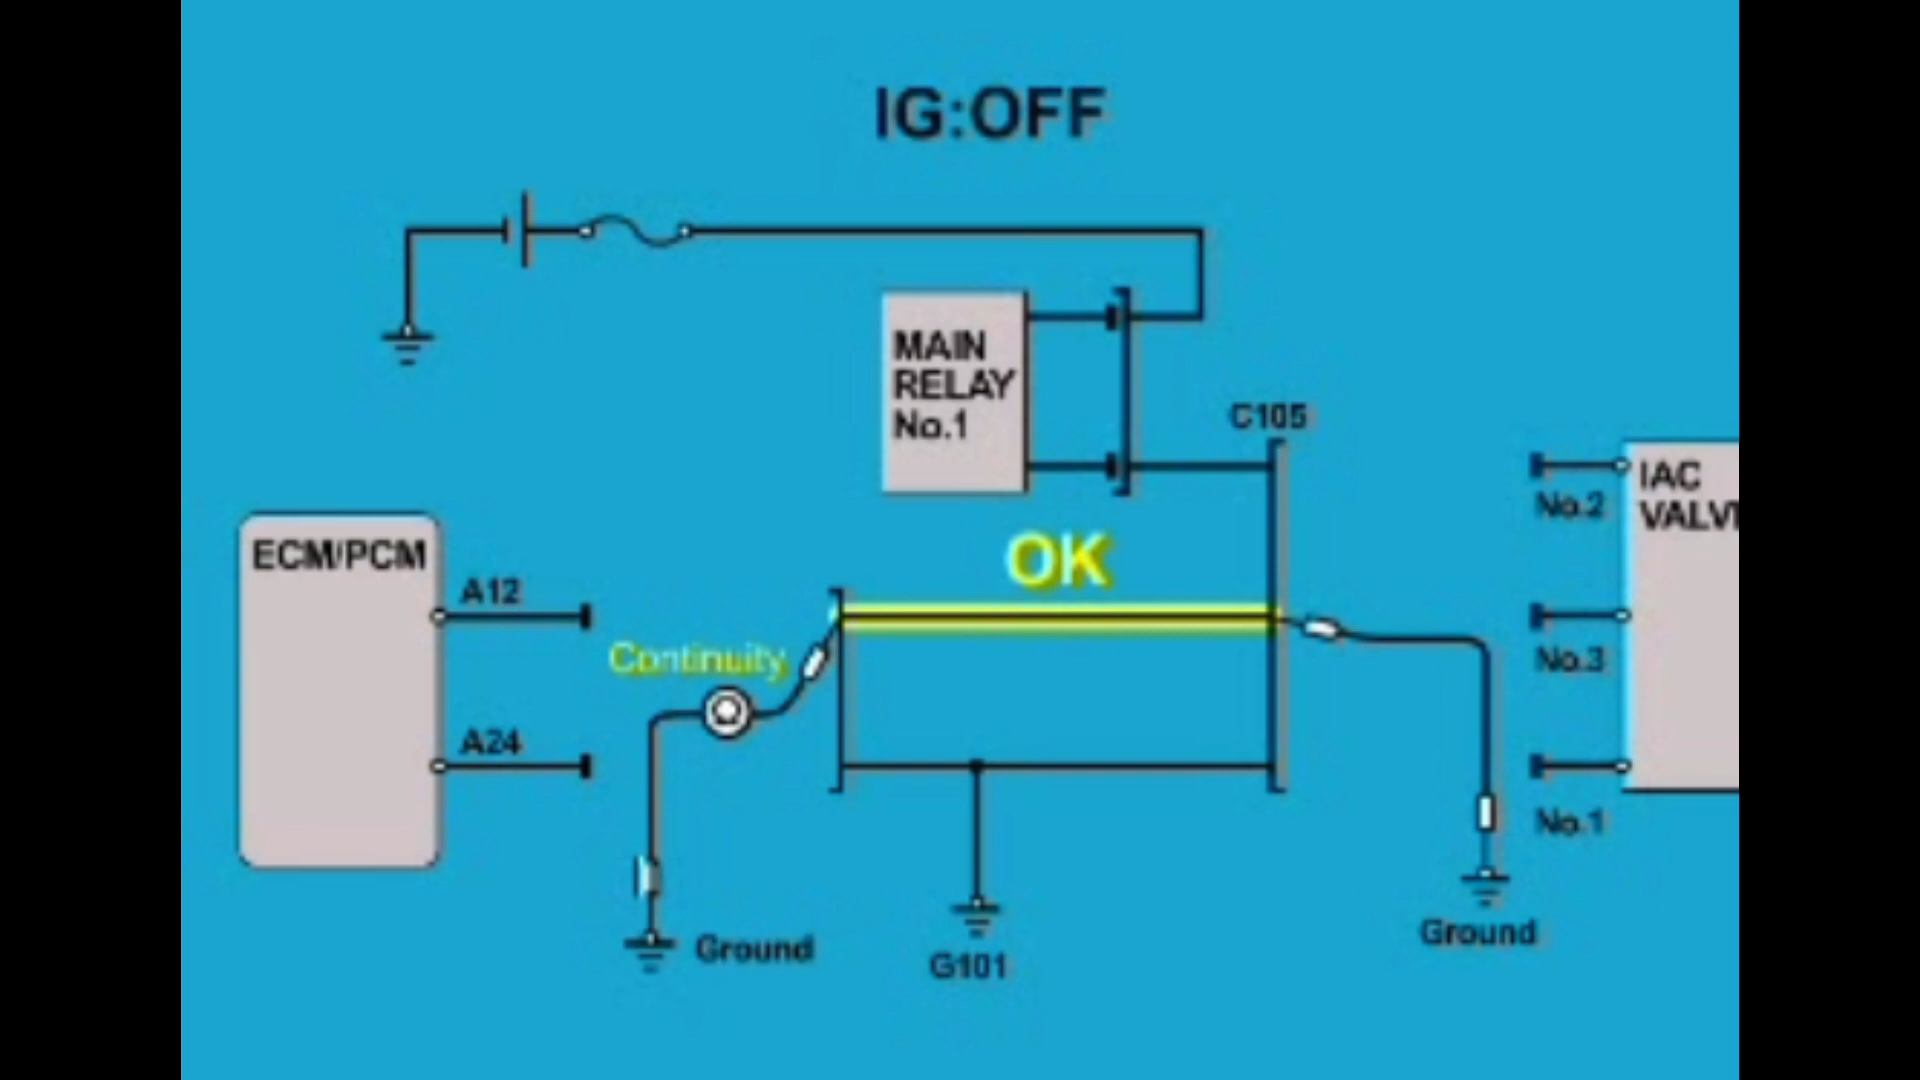 IG:OFF
MAIN
RELAY
No.1
C105
IAC
No.2
OK
ECM/PCM
A12
Continuity
No.3
A24
No.1
Ground
G101
Ground